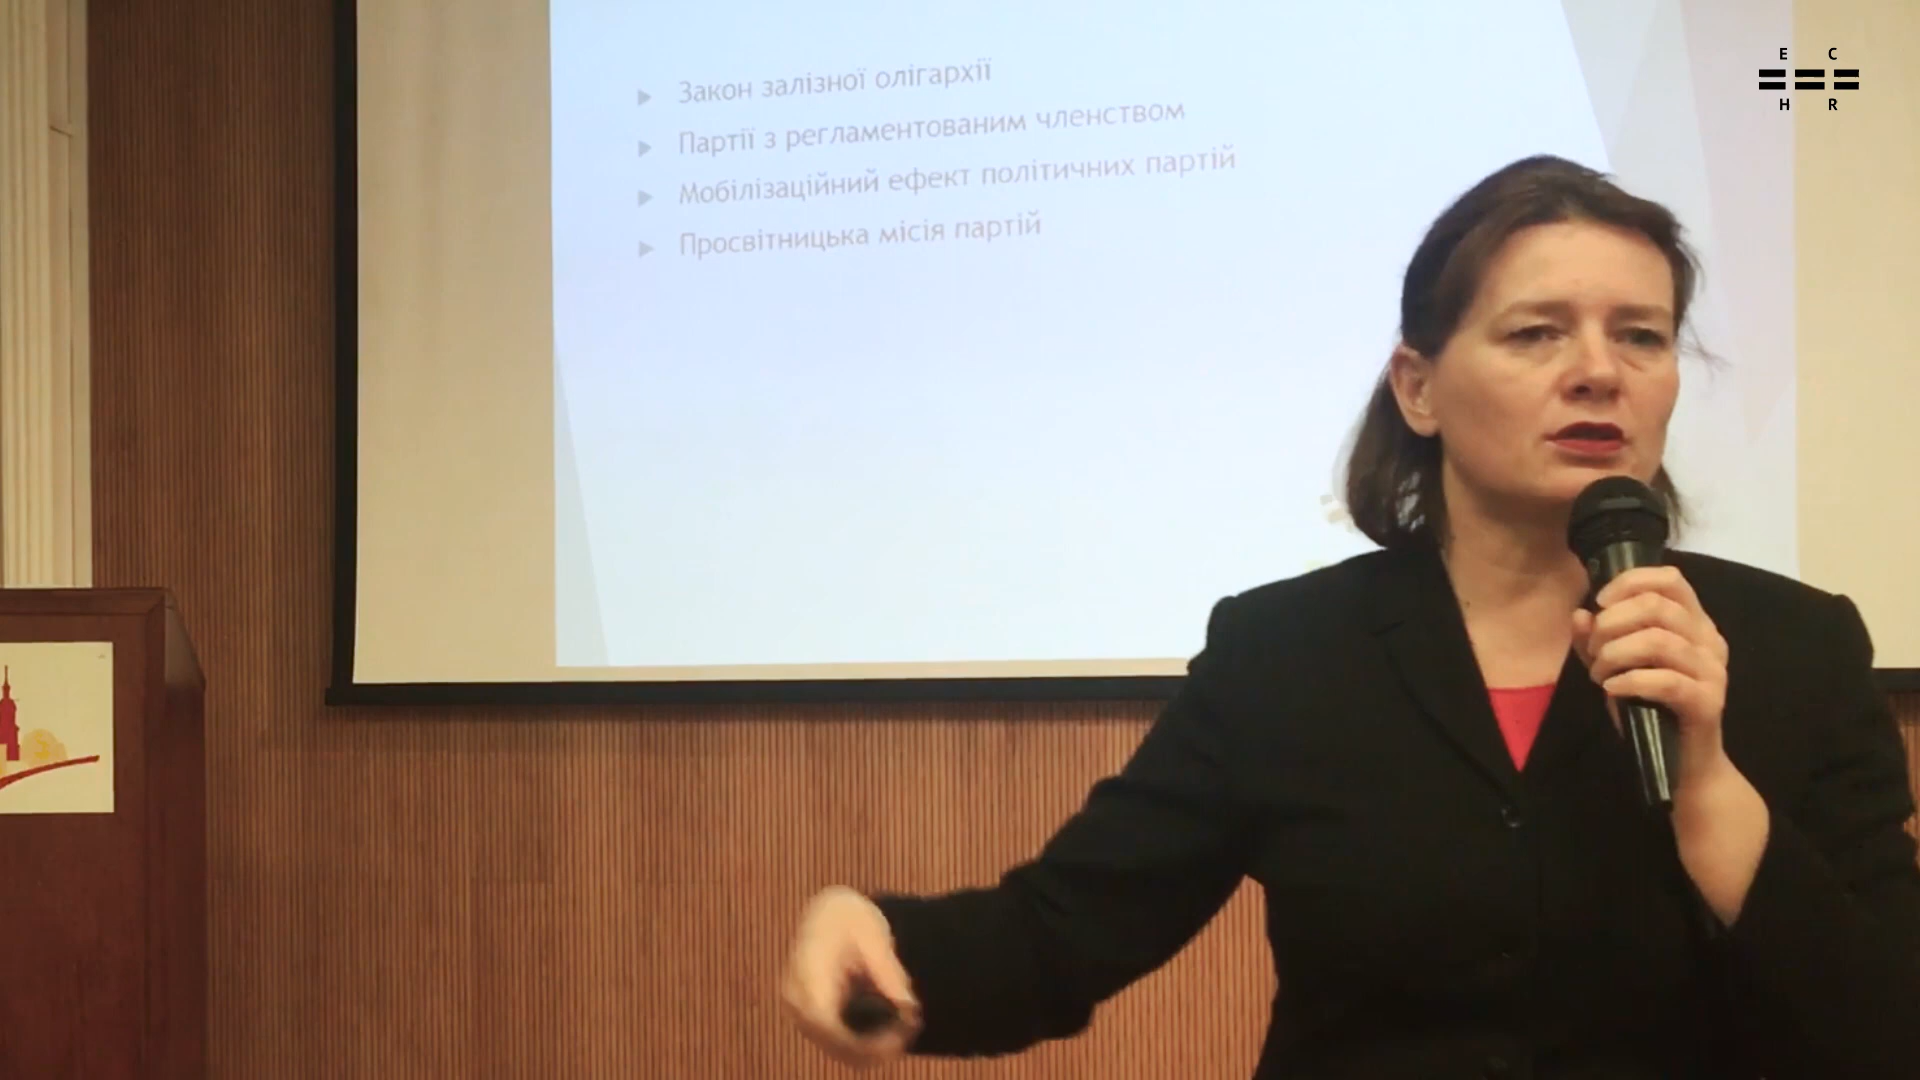 E C
H R
Закон залізної олігархії
Партії з регламентованим членством
Мобілізаційний ефект політичних партій
Просвітницька місія партій